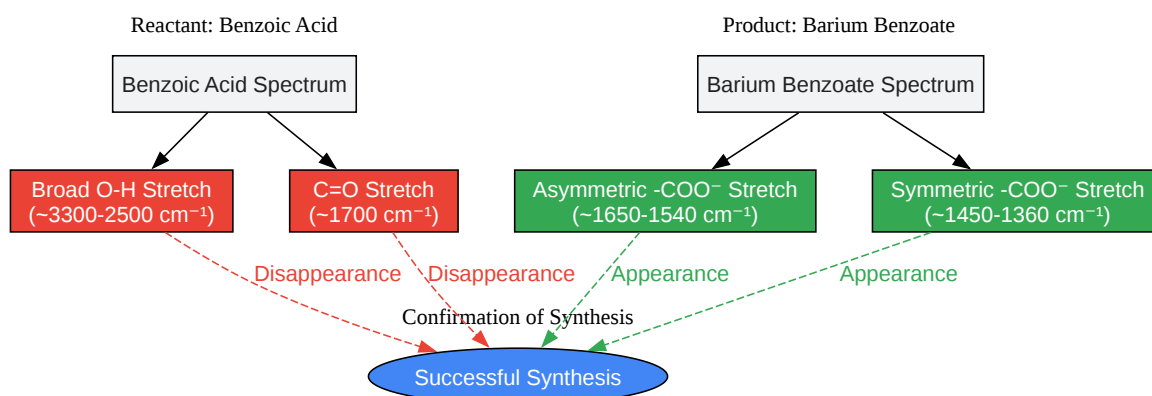 Reactant: Benzoic Acid
Product: Barium Benzoate
Benzoic Acid Spectrum
Barium Benzoate Spectrum
Broad O-H Stretch
(~3300-2500 cm⁻¹)
C=O Stretch
(~1700 cm⁻¹)
Asymmetric -COO⁻ Stretch
(~1650-1540 cm⁻¹)
Symmetric -COO⁻ Stretch
(~1450-1360 cm⁻¹)
Disappearance
Disappearance
Appearance
Appearance
Confirmation of Synthesis
Successful Synthesis